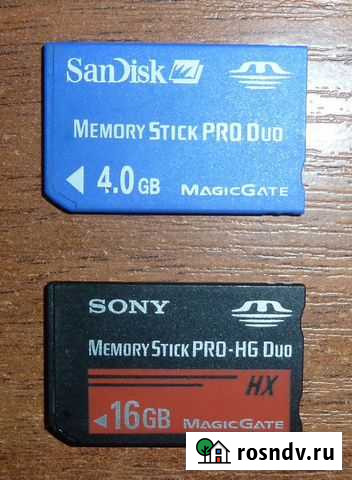 SanDisk
MEMORY STICK PRO DUO
4.0 GB MAGICGATE
SONY
MEMORY STICK PRO-HG DUO
HX
16GB MAGICGATE
rosndv.ru